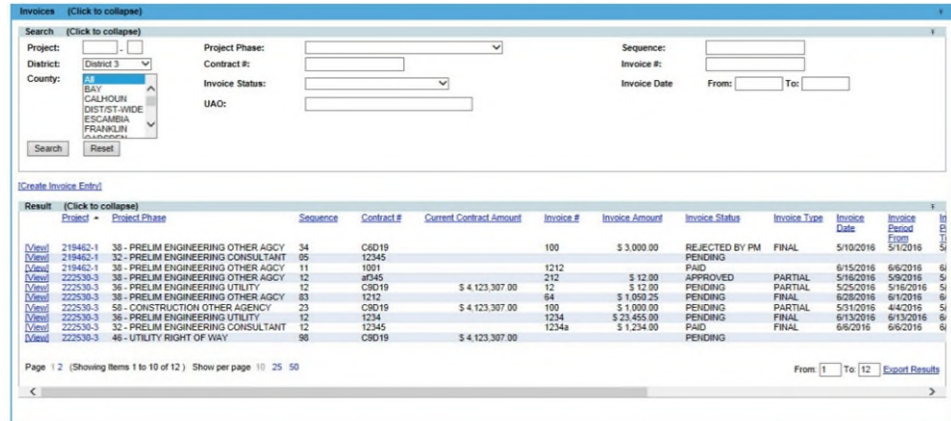 Invoices (Click to collapse)
Search (Click to collapse)
Project: - Project Phase: Sequence:
District: District 3 Contract #: Invoice #:
County: All Invoice Status: Invoice Date From: To:
BAY
CALHOUN
DIST/ST-WIDE UAO:
ESCAMBIA
FRANKLIN
GADSDEN
Search Reset
[Create Invoice Entry]
Result (Click to collapse)
Project Project Phase Sequence Contract # Current Contract Amount Invoice # Invoice Amount Invoice Status Invoice Type Invoice Date Invoice Period From
[View] 219462-1 38 - PRELIM ENGINEERING OTHER AGCY 34 C6D19 100 $ 3,000.00 REJECTED BY PM FINAL 5/10/2016 5/1/2016 5/
[View] 219462-1 32 - PRELIM ENGINEERING CONSULTANT 05 12345 PENDING
[View] 219462-1 38 - PRELIM ENGINEERING OTHER AGCY 11 1001 1212 PAID 6/15/2016 6/6/2016 6/
[View] 222530-3 38 - PRELIM ENGINEERING OTHER AGCY 12 af345 212 $ 12.00 APPROVED PARTIAL 5/16/2016 5/9/2016 5/
[View] 222530-3 36 - PRELIM ENGINEERING UTILITY 12 C9D19 $ 4,123,307.00 12 $ 12.00 PENDING PARTIAL 5/25/2016 5/16/2016 5/
[View] 222530-3 38 - PRELIM ENGINEERING OTHER AGCY 83 1212 64 $ 1,050.25 PENDING FINAL 6/28/2016 6/1/2016 6/
[View] 222530-3 58 - CONSTRUCTION OTHER AGENCY 23 C9D19 $ 4,123,307.00 100 $ 1,000.00 PENDING PARTIAL 5/31/2016 4/4/2016 5/
[View] 222530-3 36 - PRELIM ENGINEERING UTILITY 12 1234 1234 $ 23,455.00 PENDING FINAL 6/13/2016 6/13/2016 6/
[View] 222530-3 32 - PRELIM ENGINEERING CONSULTANT 12 12345 1234a $ 1,234.00 PAID FINAL 6/6/2016 6/6/2016 6/
[View] 222530-3 46 - UTILITY RIGHT OF WAY 98 C9D19 $ 4,123,307.00 PENDING
Page 1 2 (Showing Items 1 to 10 of 12 ) Show per page 10 25 50 From: 1 To: 12 Export Results